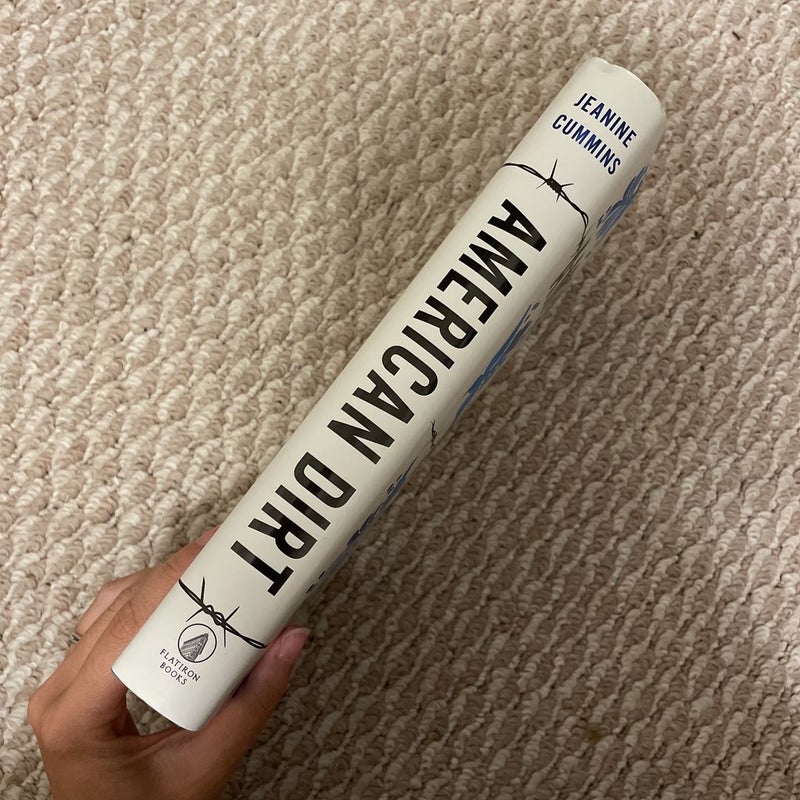 JEANINE
CUMMINS
AMERICAN DIRT
FLATIRON
BOOKS